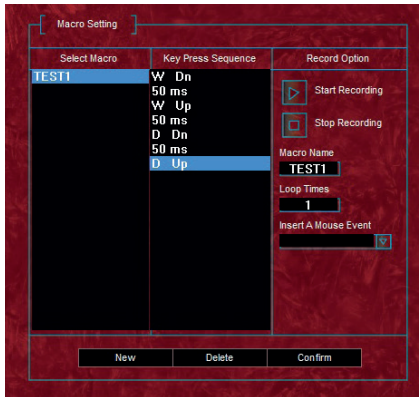 Macro Setting
Select Macro
Key Press Sequence
Record Option
TEST1
W Dn
50 ms
W Up
50 ms
D Dn
50 ms
D Up
Start Recording
Stop Recording
Macro Name
TEST1
Loop Times
1
Insert A Mouse Event
New
Delete
Confirm